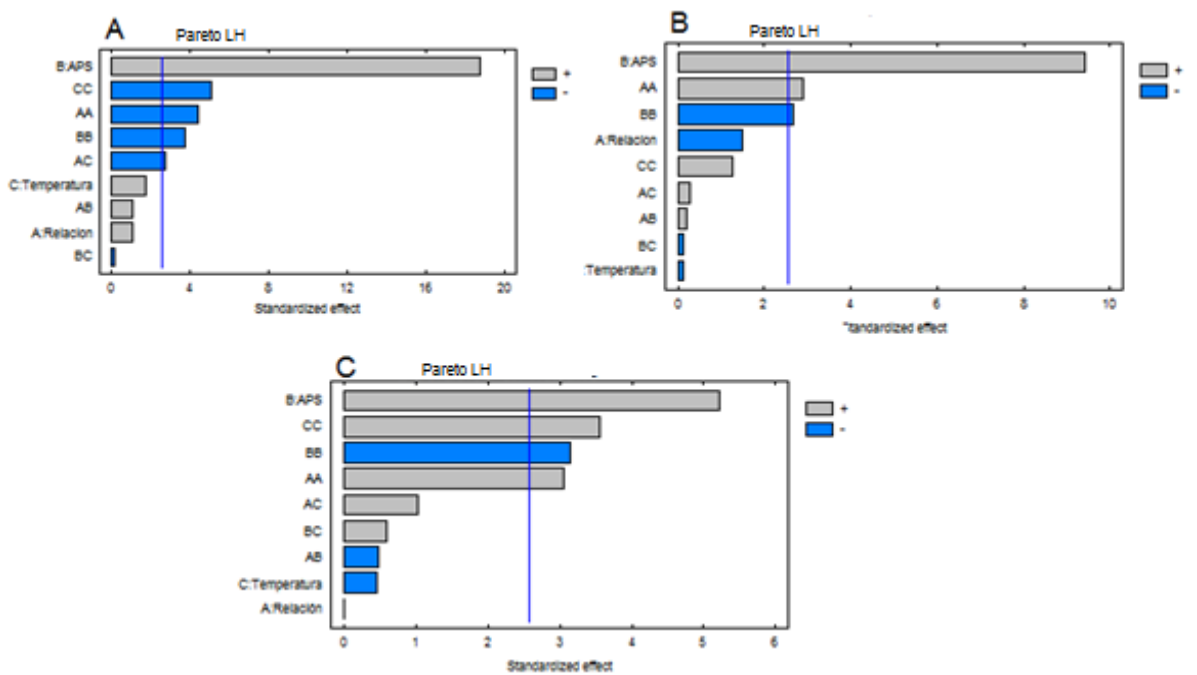 A
Pareto LH
B:APS
CC
AA
BB
AC
C:Temperatura
AB
A:Relacion
BC
0 4 8 12 16 20
Standardized effect
+
-
B
Pareto LH
B:APS
AA
BB
A:Relacion
CC
AC
AB
BC
:Temperatura
0 2 4 6 8 10
tandardized effect
+
-
C
Pareto LH
B:APS
CC
BB
AA
AC
BC
AB
C:Temperatura
A:Relación
0 1 2 3 4 5 6
Standardized effect
+
-